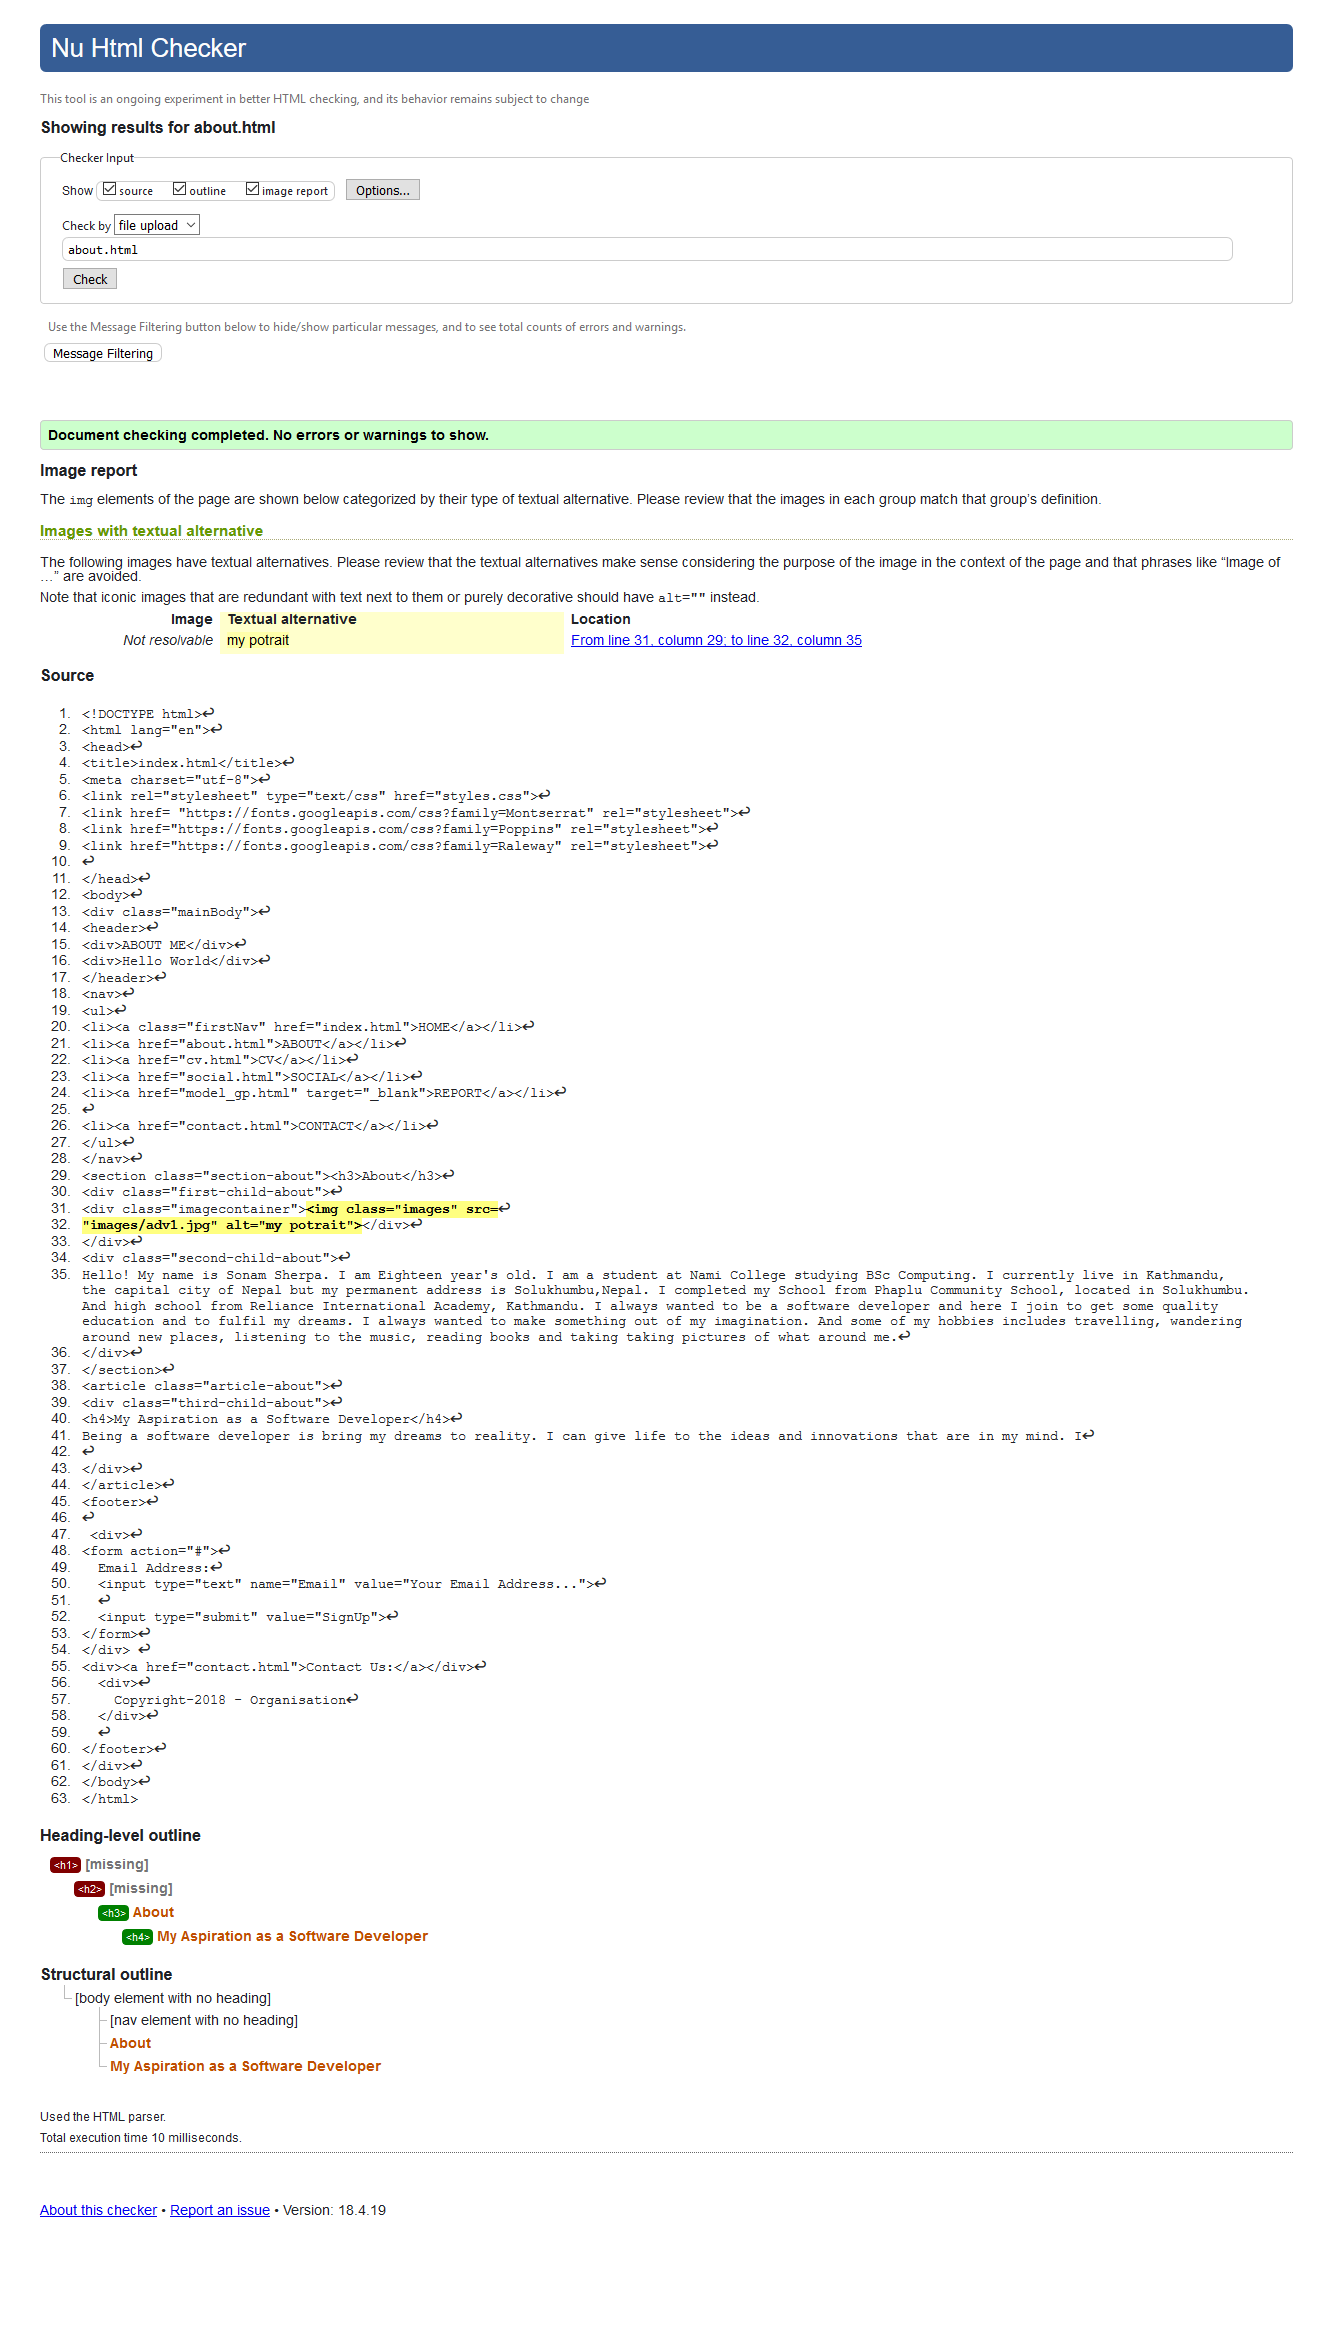 Nu Html Checker
This tool is an ongoing experiment in better HTML checking, and its behavior remains subject to change
Showing results for about.html
Checker Input
Show source outline image report Options...
Check by file upload
about.html
Check
Use the Message Filtering button below to hide/show particular messages, and to see total counts of errors and warnings.
Message Filtering
Document checking completed. No errors or warnings to show.
Image report
The img elements of the page are shown below categorized by their type of textual alternative. Please review that the images in each group match that group's definition.
Images with textual alternative
The following images have textual alternatives. Please review that the textual alternatives make sense considering the purpose of the image in the context of the page and that phrases like “Image of
…” are avoided.
Note that iconic images that are redundant with text next to them or purely decorative should have alt="" instead.
Image Textual alternative Location
Not resolvable my potrait From line 31, column 29; to line 32, column 35
Source
1. <!DOCTYPE html>↩
2. <html lang="en">↩
3. <head>↩
4. <title>index.html</title>↩
5. <meta charset="utf-8">↩
6. <link rel="stylesheet" type="text/css" href="styles.css">↩
7. <link href= "https://fonts.googleapis.com/css?family=Montserrat" rel="stylesheet">↩
8. <link href="https://fonts.googleapis.com/css?family=Poppins" rel="stylesheet">↩
9. <link href="https://fonts.googleapis.com/css?family=Raleway" rel="stylesheet">↩
10. ↩
11. </head>↩
12. <body>↩
13. <div class="mainBody">↩
14. <header>↩
15. <div>ABOUT ME</div>↩
16. <div>Hello World</div>↩
17. </header>↩
18. <nav>↩
19. <ul>↩
20. <li><a class="firstNav" href="index.html">HOME</a></li>↩
21. <li><a href="about.html">ABOUT</a></li>↩
22. <li><a href="cv.html">CV</a></li>↩
23. <li><a href="social.html">SOCIAL</a></li>↩
24. <li><a href="model_gp.html" target="_blank">REPORT</a></li>↩
25. ↩
26. <li><a href="contact.html">CONTACT</a></li>↩
27. </ul>↩
28. </nav>↩
29. <section class="section-about"><h3>About</h3>↩
30. <div class="first-child-about">↩
31. <div class="imagecontainer"><img class="images" src=↩
32. "images/adv1.jpg" alt="my potrait"></div>↩
33. </div>↩
34. <div class="second-child-about">↩
35. Hello! My name is Sonam Sherpa. I am Eighteen year's old. I am a student at Nami College studying BSc Computing. I currently live in Kathmandu,
the capital city of Nepal but my permanent address is Solukhumbu,Nepal. I completed my School from Phaplu Community School, located in Solukhumbu.
And high school from Reliance International Academy, Kathmandu. I always wanted to be a software developer and here I join to get some quality
education and to fulfil my dreams. I always wanted to make something out of my imagination. And some of my hobbies includes travelling, wandering
around new places, listening to the music, reading books and taking taking pictures of what around me.↩
36. </div>↩
37. </section>↩
38. <article class="article-about">↩
39. <div class="third-child-about">↩
40. <h4>My Aspiration as a Software Developer</h4>↩
41. Being a software developer is bring my dreams to reality. I can give life to the ideas and innovations that are in my mind. I↩
42. ↩
43. </div>↩
44. </article>↩
45. <footer>↩
46. ↩
47. <div>↩
48. <form action="#">↩
49. Email Address:↩
50. <input type="text" name="Email" value="Your Email Address...">↩
51. ↩
52. <input type="submit" value="SignUp">↩
53. </form>↩
54. </div> ↩
55. <div><a href="contact.html">Contact Us:</a></div>↩
56. <div>↩
57. Copyright-2018 - Organisation↩
58. </div>↩
59. ↩
60. </footer>↩
61. </div>↩
62. </body>↩
63. </html>
Heading-level outline
<h1> [missing]
<h2> [missing]
<h3> About
<h4> My Aspiration as a Software Developer
Structural outline
[body element with no heading]
[nav element with no heading]
About
My Aspiration as a Software Developer
Used the HTML parser.
Total execution time 10 milliseconds.
About this checker • Report an issue • Version: 18.4.19